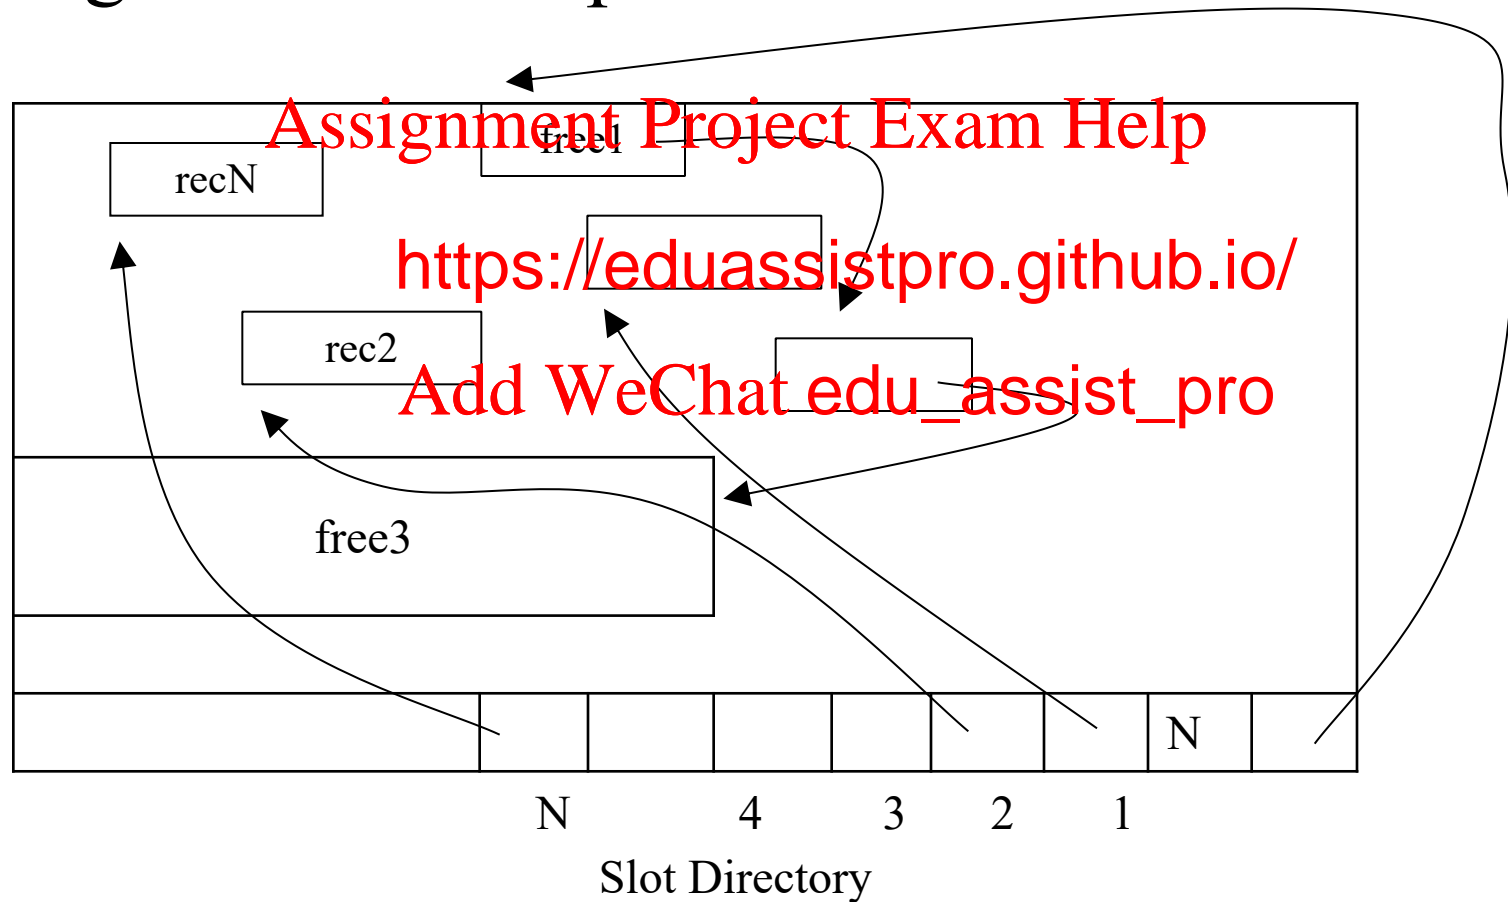 Assignment Project Exam Help
free1
recN
https://eduassistpro.github.io/
rec2
Add WeChat edu_assist_pro
free3
N
N 4 3 2 1
Slot Directory